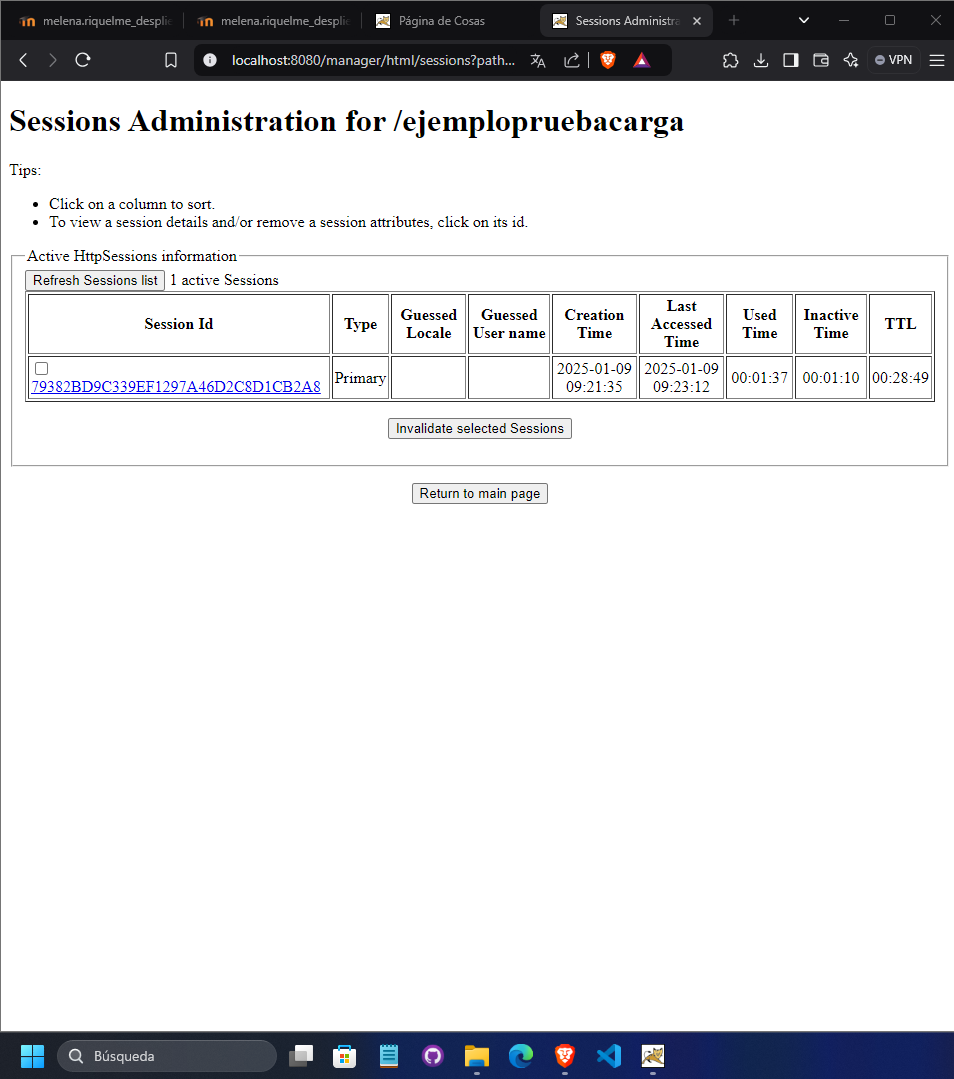 melena.riquelme_desplie
melena.riquelme_desplie
Página de Cosas
Sessions Administra
localhost:8080/manager/html/sessions?path...
VPN
Sessions Administration for /ejemplopruebacarga
Tips:
Click on a column to sort.
To view a session details and/or remove a session attributes, click on its id.
Active HttpSessions information
Refresh Sessions list 1 active Sessions
Session Id Type Guessed Locale Guessed User name Creation Time Last Accessed Time Used Time Inactive Time TTL
79382BD9C339EF1297A46D2C8D1CB2A8 Primary 2025-01-09 09:21:35 2025-01-09 09:23:12 00:01:37 00:01:10 00:28:49
Invalidate selected Sessions
Return to main page
Búsqueda